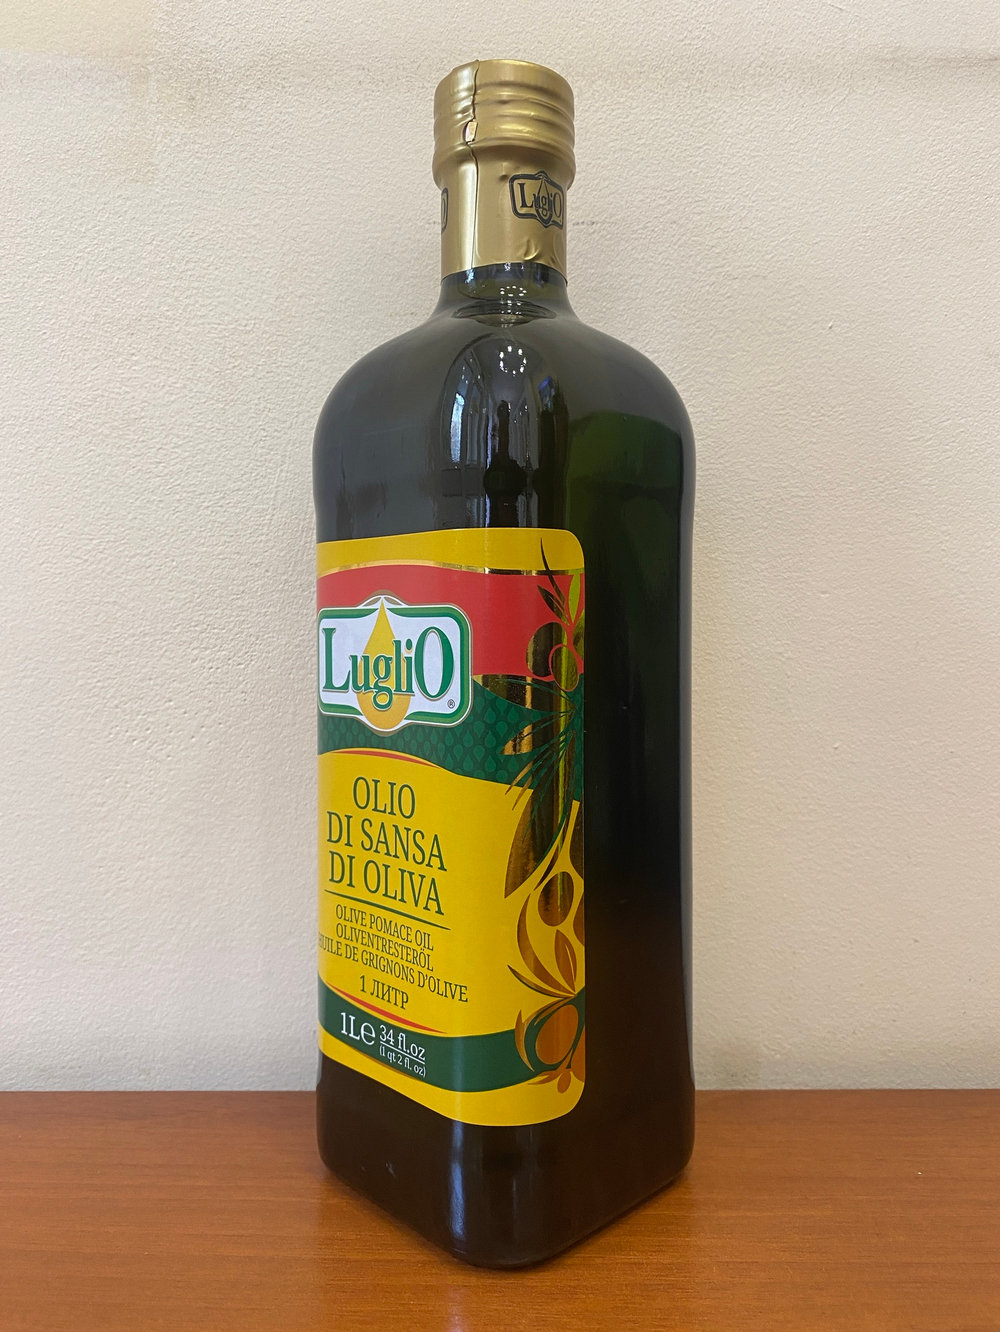 LugliO
LugliO®
OLIO
DI SANSA
DI OLIVA
OLIVE POMACE OIL
OLIVENTRESTERÖL
HUILE DE GRIGNONS D'OLIVE
1 ЛИТР
1L℮ 34 fl.oz
(1 qt 2 fl. oz)